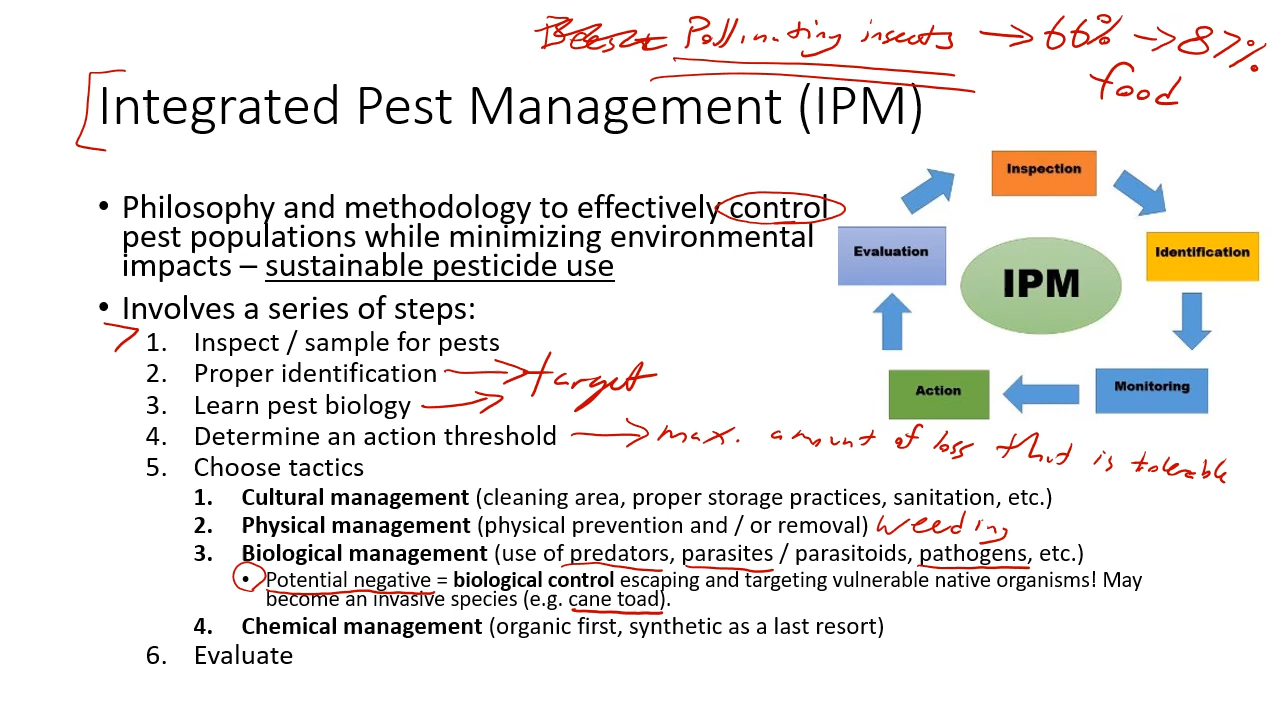 Pollinating insects → 66% → 87%
food
Integrated Pest Management (IPM)
• Philosophy and methodology to effectively control
pest populations while minimizing environmental
impacts – sustainable pesticide use
• Involves a series of steps:
1. Inspect / sample for pests
2. Proper identification → target
3. Learn pest biology →
4. Determine an action threshold → max. amount of loss that is tolerable
5. Choose tactics
1. Cultural management (cleaning area, proper storage practices, sanitation, etc.)
2. Physical management (physical prevention and / or removal) weeding
3. Biological management (use of predators, parasites / parasitoids, pathogens, etc.)
• Potential negative = biological control escaping and targeting vulnerable native organisms! May
become an invasive species (e.g. cane toad).
4. Chemical management (organic first, synthetic as a last resort)
6. Evaluate
Inspection
Identification
Monitoring
Action
Evaluation
IPM